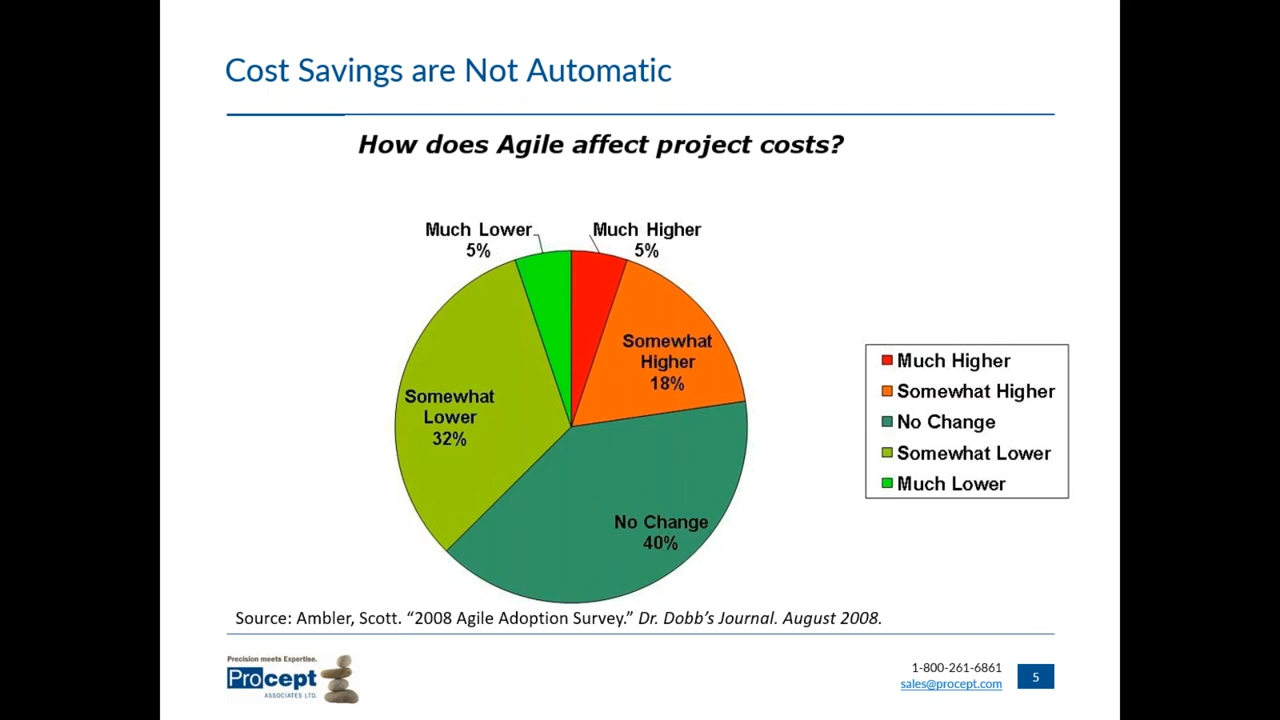 Cost Savings are Not Automatic
How does Agile affect project costs?
Much Lower
5%
Much Higher
5%
Somewhat
Higher
18%
Somewhat
Lower
32%
No Change
40%
Much Higher
Somewhat Higher
No Change
Somewhat Lower
Much Lower
Source: Ambler, Scott. “2008 Agile Adoption Survey.” Dr. Dobb’s Journal. August 2008.
Precision meets Expertise.
Procept
ASSOCIATES LTD.
1-800-261-6861
sales@procept.com
5